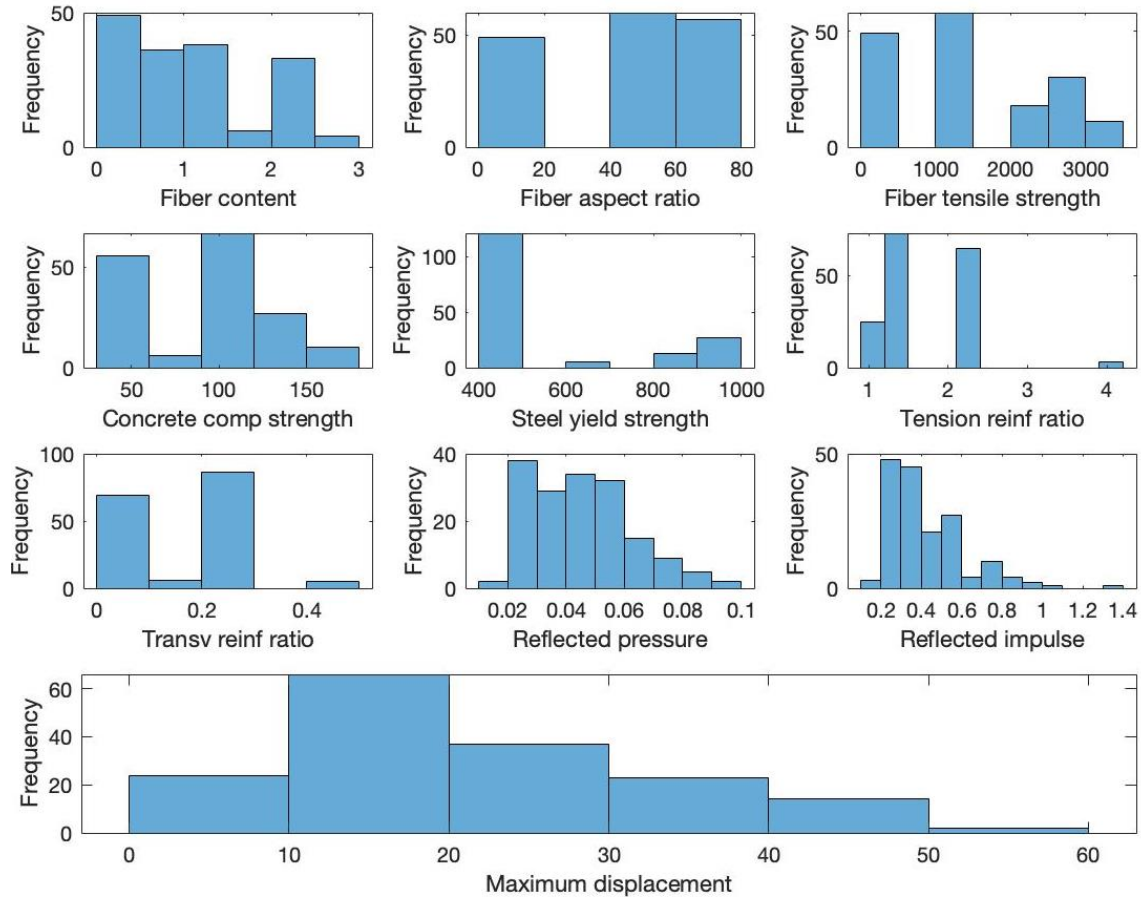 50
0
Frequency
0 1 2 3
Fiber content
50
0
Frequency
0 20 40 60 80
Fiber aspect ratio
50
0
Frequency
0 1000 2000 3000
Fiber tensile strength
50
0
Frequency
50 100 150
Concrete comp strength
100
50
0
Frequency
400 600 800 1000
Steel yield strength
50
0
Frequency
1 2 3 4
Tension reinf ratio
100
50
0
Frequency
0 0.2 0.4
Transv reinf ratio
40
20
0
Frequency
0.02 0.04 0.06 0.08 0.1
Reflected pressure
50
0
Frequency
0.2 0.4 0.6 0.8 1 1.2 1.4
Reflected impulse
60
40
20
0
Frequency
0 10 20 30 40 50 60
Maximum displacement